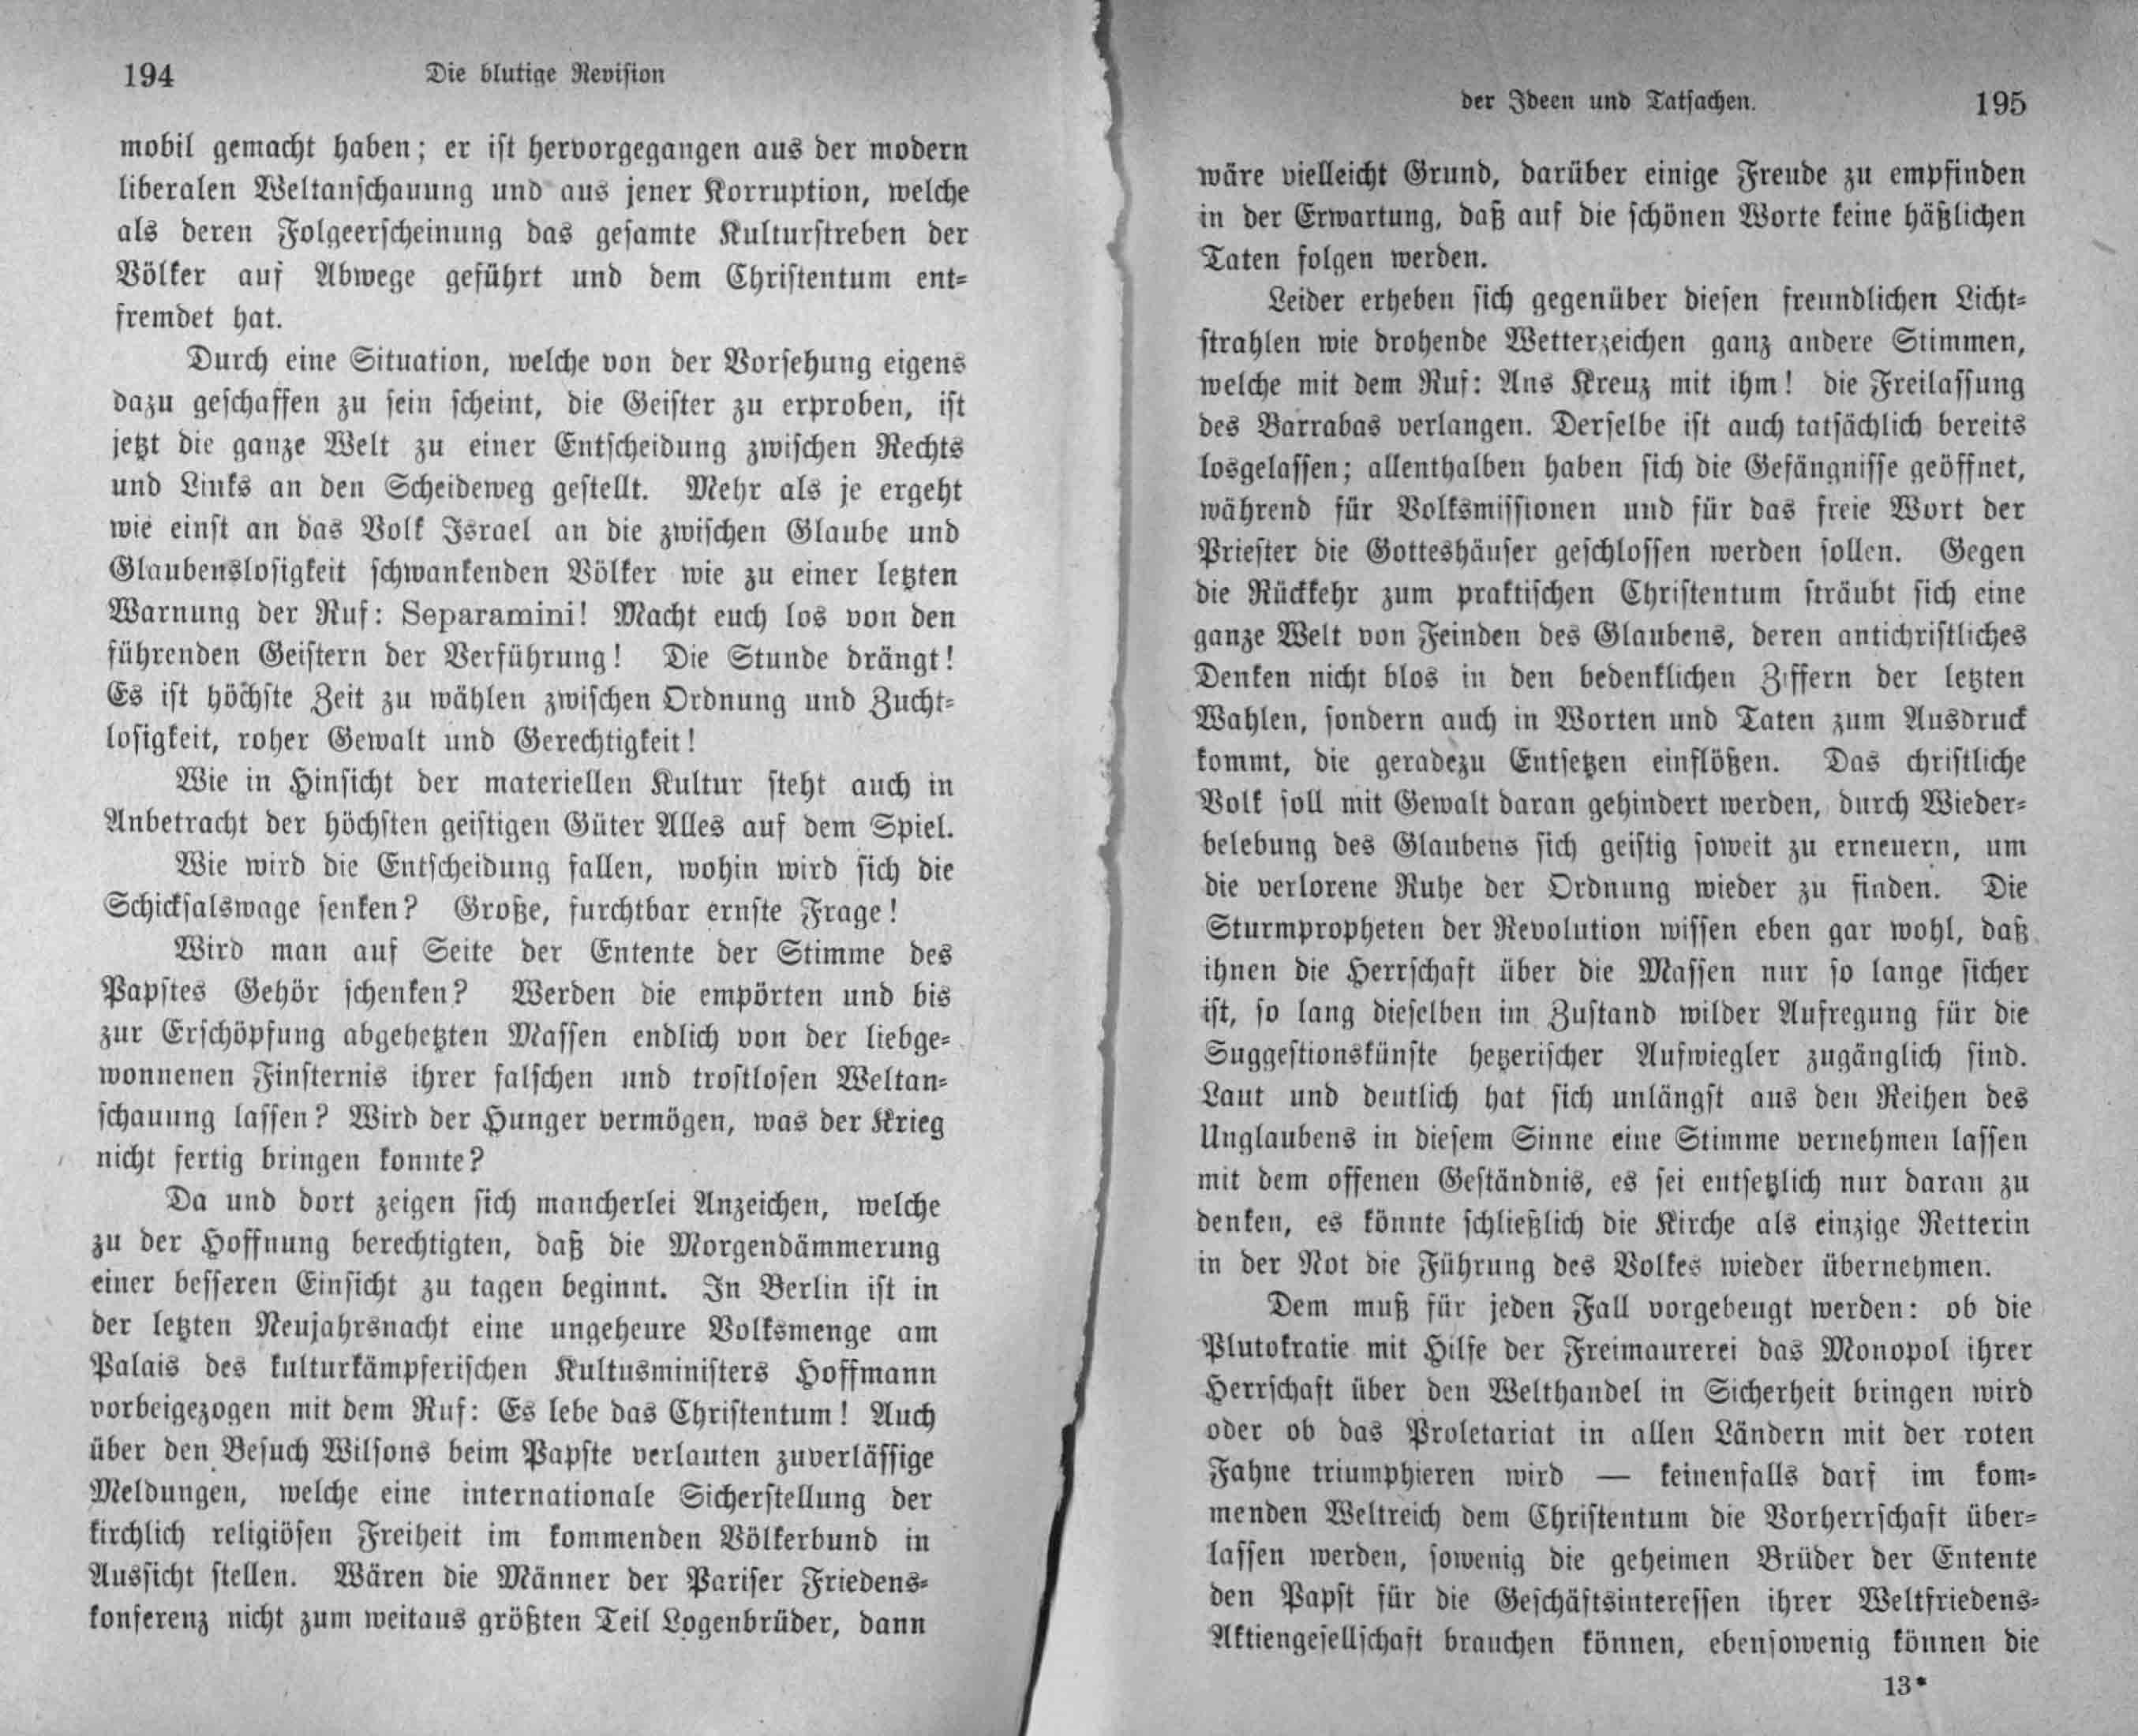 194
Die blutige Revision
mobil gemacht haben; er ist hervorgegangen aus der modern
liberalen Weltanschauung und aus jener Korruption, welche
als deren Folgeerscheinung das gesamte Kulturstreben der
Völker auf Abwege geführt und dem Christentum ent-
fremdet hat.
Durch eine Situation, welche von der Vorsehung eigens
dazu geschaffen zu sein scheint, die Geister zu erproben, ist
jetzt die ganze Welt zu einer Entscheidung zwischen Rechts
und Links an den Scheideweg gestellt. Mehr als je ergeht
wie einst an das Volk Israel an die zwischen Glaube und
Glaubenslosigkeit schwankenden Völker wie zu einer letzten
Warnung der Ruf: Separamini! Macht euch los von den
führenden Geistern der Verführung! Die Stunde drängt!
Es ist höchste Zeit zu wählen zwischen Ordnung und Zucht-
losigkeit, roher Gewalt und Gerechtigkeit!
Wie in Hinsicht der materiellen Kultur steht auch in
Anbetracht der höchsten geistigen Güter Alles auf dem Spiel.
Wie wird die Entscheidung fallen, wohin wird sich die
Schicksalswage senken? Große, furchtbar ernste Frage!
Wird man auf Seite der Entente der Stimme des
Papstes Gehör schenken? Werden die empörten und bis
zur Erschöpfung abgehetzten Massen endlich von der liebge-
wonnenen Finsternis ihrer falschen und trostlosen Weltan-
schauung lassen? Wird der Hunger vermögen, was der Krieg
nicht fertig bringen konnte?
Da und dort zeigen sich mancherlei Anzeichen, welche
zu der Hoffnung berechtigten, daß die Morgendämmerung
einer besseren Einsicht zu tagen beginnt. In Berlin ist in
der letzten Neujahrsnacht eine ungeheure Volksmenge am
Palais des kulturkämpferischen Kultusministers Hoffmann
vorbeigezogen mit dem Ruf: Es lebe das Christentum! Auch
über den Besuch Wilsons beim Papste verlauten zuverlässige
Meldungen, welche eine internationale Sicherstellung der
kirchlich religiösen Freiheit im kommenden Völkerbund in
Aussicht stellen. Wären die Männer der Pariser Friedens-
konferenz nicht zum weitaus größten Teil Logenbrüder, dann
der Ideen und Tatsachen.
195
wäre vielleicht Grund, darüber einige Freude zu empfinden
in der Erwartung, daß auf die schönen Worte keine häßlichen
Taten folgen werden.
Leider erheben sich gegenüber diesen freundlichen Licht-
strahlen wie drohende Wetterzeichen ganz andere Stimmen,
welche mit dem Ruf: Ans Kreuz mit ihm! die Freilassung
des Barrabas verlangen. Derselbe ist auch tatsächlich bereits
losgelassen; allenthalben haben sich die Gefängnisse geöffnet,
während für Volksmissionen und für das freie Wort der
Priester die Gotteshäuser geschlossen werden sollen. Gegen
die Rückkehr zum praktischen Christentum sträubt sich eine
ganze Welt von Feinden des Glaubens, deren antichristliches
Denken nicht blos in den bedenklichen Ziffern der letzten
Wahlen, sondern auch in Worten und Taten zum Ausdruck
kommt, die geradezu Entsetzen einflößen. Das christliche
Volk soll mit Gewalt daran gehindert werden, durch Wieder-
belebung des Glaubens sich geistig soweit zu erneuern, um
die verlorene Ruhe der Ordnung wieder zu finden. Die
Sturmpropheten der Revolution wissen eben gar wohl, daß
ihnen die Herrschaft über die Massen nur so lange sicher
ist, so lang dieselben im Zustand wilder Aufregung für die
Suggestionskünste hetzerischer Aufwiegler zugänglich sind.
Laut und deutlich hat sich unlängst aus den Reihen des
Unglaubens in diesem Sinne eine Stimme vernehmen lassen
mit dem offenen Geständnis, es sei entsetzlich nur daran zu
denken, es könnte schließlich die Kirche als einzige Retterin
in der Not die Führung des Volkes wieder übernehmen.
Dem muß für jeden Fall vorgebeugt werden: ob die
Plutokratie mit Hilfe der Freimaurerei das Monopol ihrer
Herrschaft über den Welthandel in Sicherheit bringen wird
oder ob das Proletariat in allen Ländern mit der roten
Fahne triumphieren wird — keinenfalls darf im kom-
menden Weltreich dem Christentum die Vorherrschaft über-
lassen werden, sowenig die geheimen Brüder der Entente
den Papst für die Geschäftsinteressen ihrer Weltfriedens-
Aktiengesellschaft brauchen können, ebensowenig können die
13*